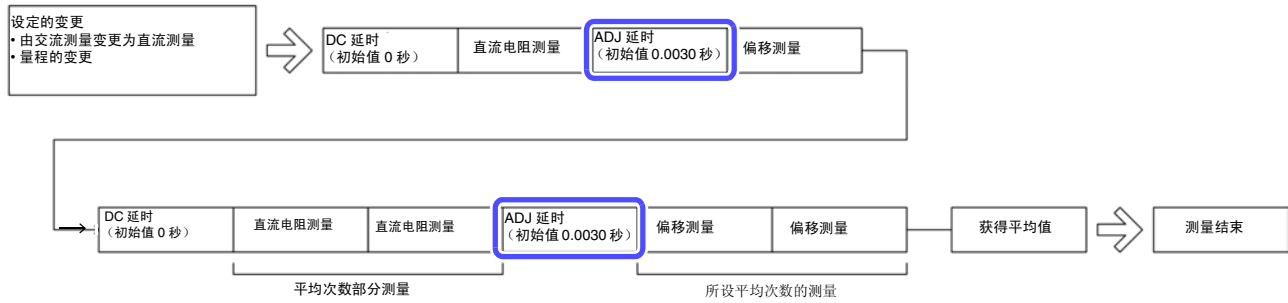 设定的变更
• 由交流测量变更为直流测量
• 量程的变更
DC 延时
（初始值 0 秒）
直流电阻测量
ADJ 延时
（初始值 0.0030 秒）
偏移测量
DC 延时
（初始值 0 秒）
直流电阻测量
直流电阻测量
ADJ 延时
（初始值 0.0030 秒）
偏移测量
偏移测量
获得平均值
测量结束
平均次数部分测量
所设平均次数的测量